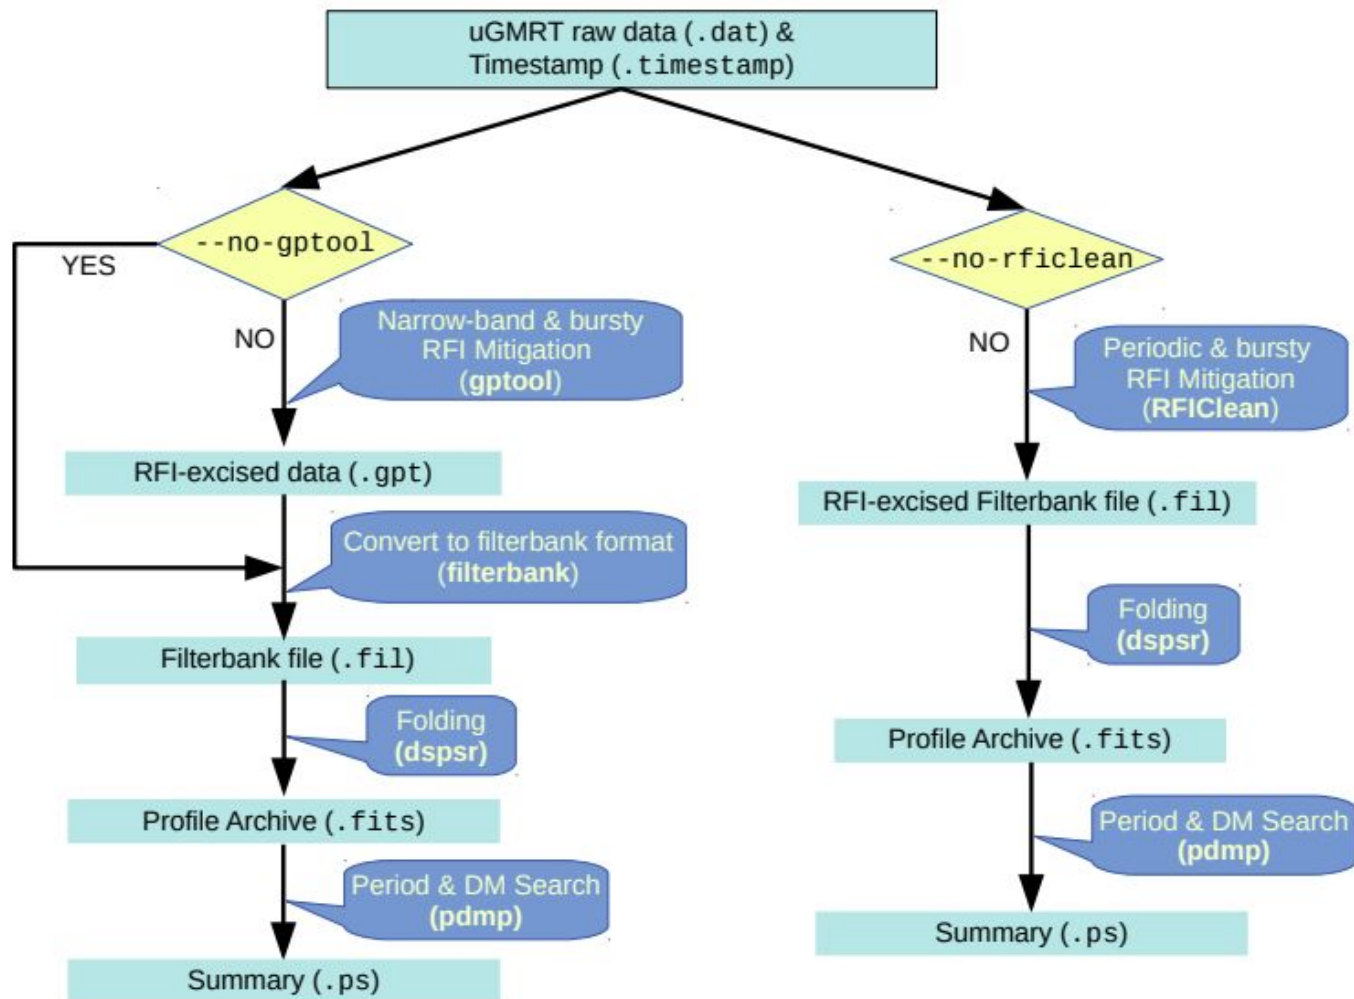 uGMRT raw data (.dat) &
Timestamp (.timestamp)
--no-gptool
YES
NO
Narrow-band & bursty
RFI Mitigation
(gptool)
RFI-excised data (.gpt)
Convert to filterbank format
(filterbank)
Filterbank file (.fil)
Folding
(dspsr)
Profile Archive (.fits)
Period & DM Search
(pdmp)
Summary (.ps)
--no-rficlean
NO
Periodic & bursty
RFI Mitigation
(RFIClean)
RFI-excised Filterbank file (.fil)
Folding
(dspsr)
Profile Archive (.fits)
Period & DM Search
(pdmp)
Summary (.ps)